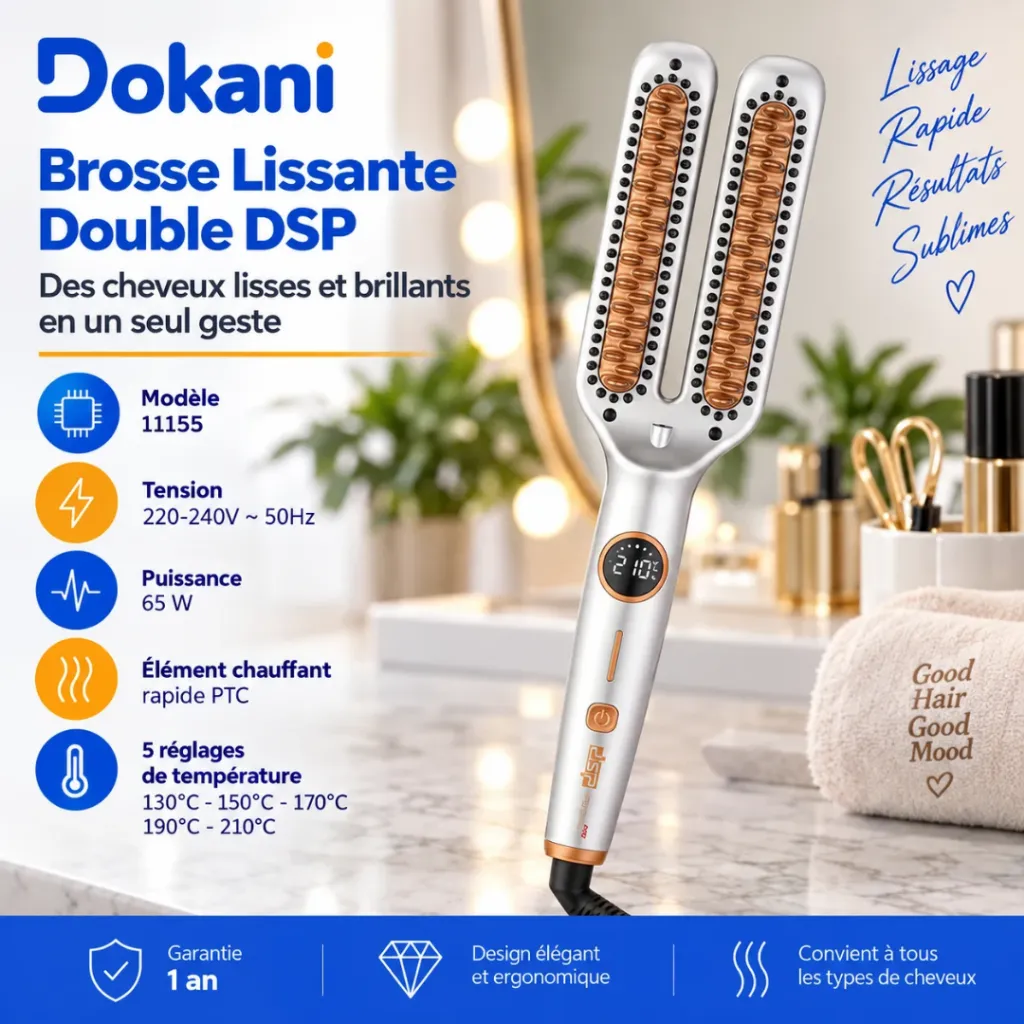 Dokani
Brosse Lissante
Double DSP
Des cheveux lisses et brillants
en un seul geste
Modèle
11155
Tension
220-240V ~ 50Hz
Puissance
65 W
Élément chauffant
rapide PTC
5 réglages
de température
130°C - 150°C - 170°C
190°C - 210°C
Lissage
Rapide
Résultats
Sublimes
210
dsp
Good
Hair
Good
Mood
Garantie
1 an
Design élégant
et ergonomique
Convient à tous
les types de cheveux